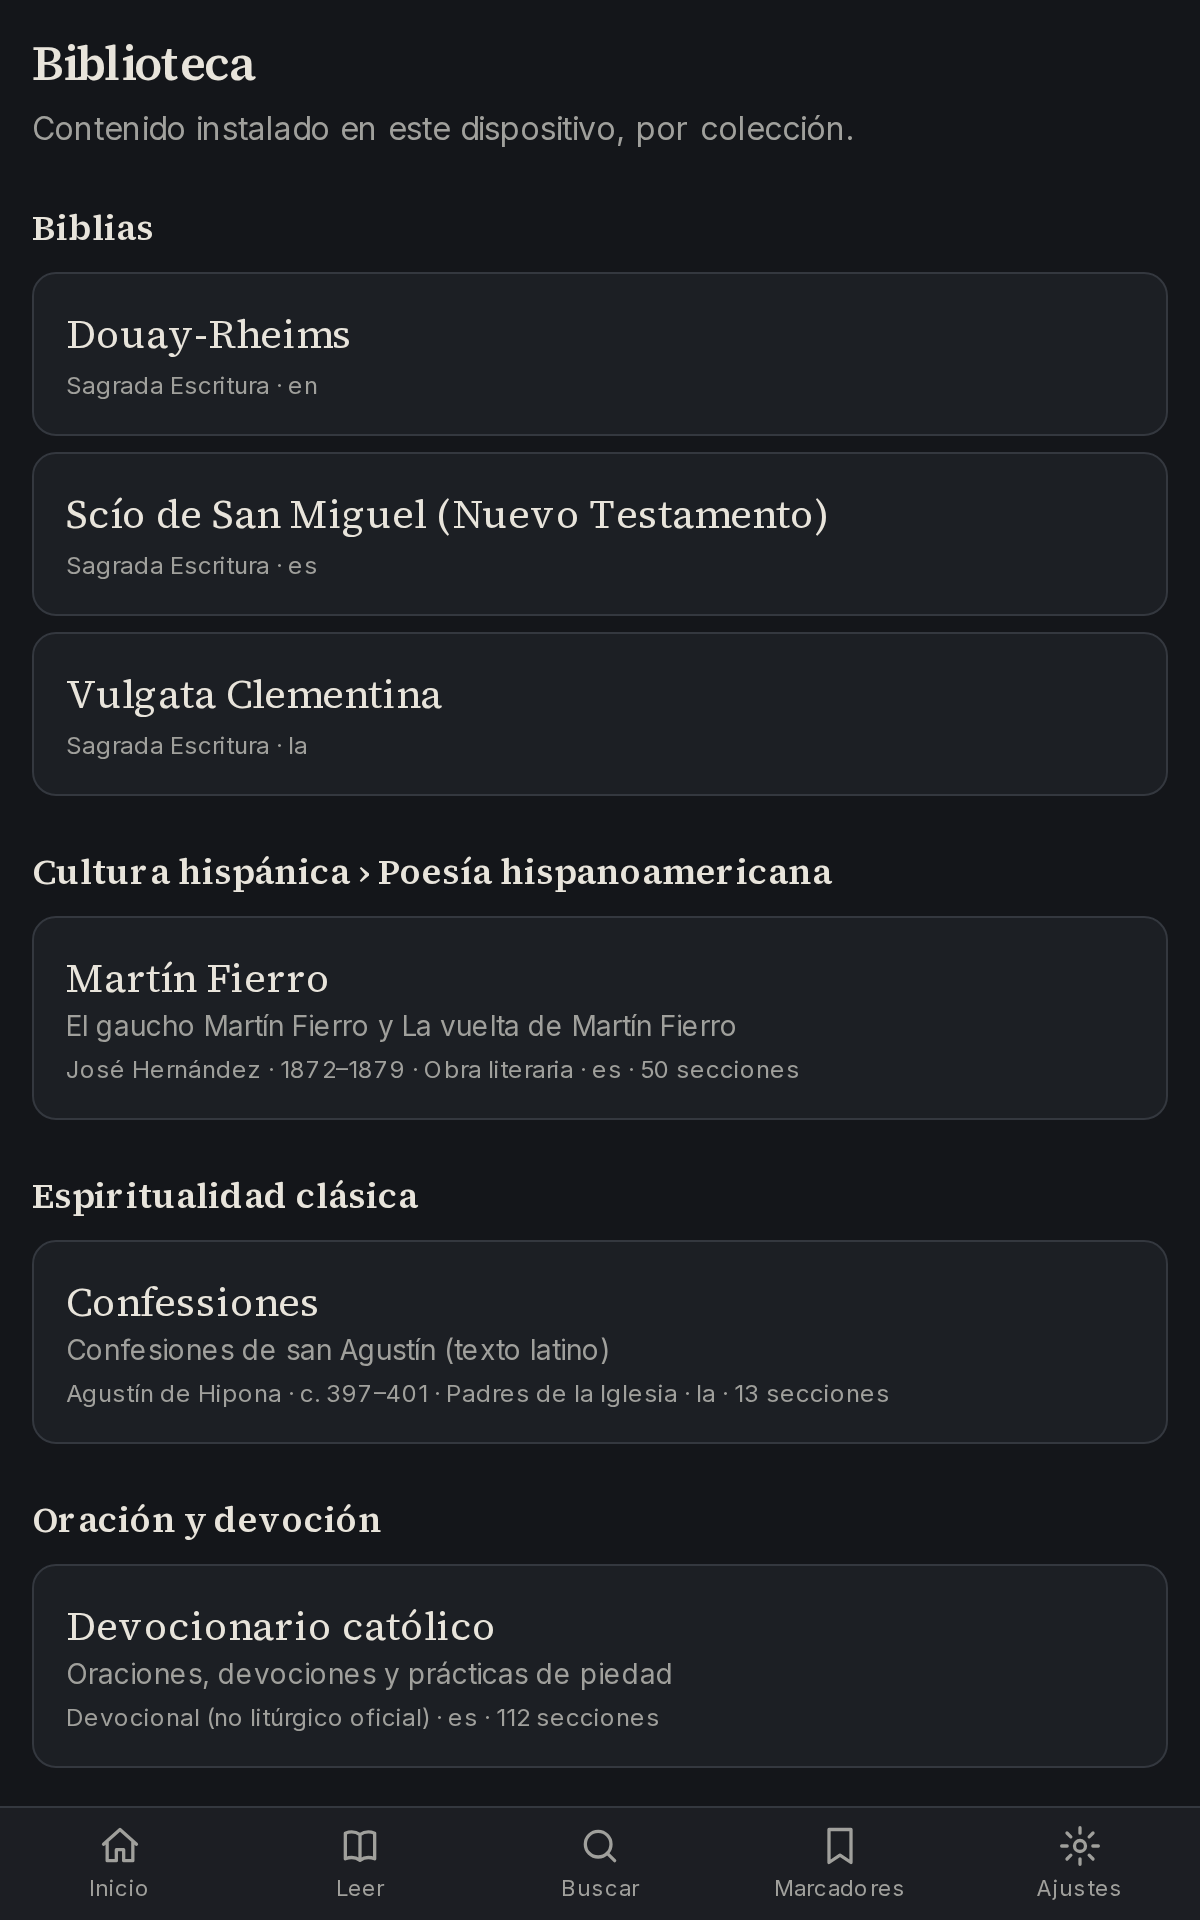 Biblioteca
Contenido instalado en este dispositivo, por colección.
Biblias
Douay-Rheims
Sagrada Escritura · en
Scío de San Miguel (Nuevo Testamento)
Sagrada Escritura · es
Vulgata Clementina
Sagrada Escritura · la
Cultura hispánica › Poesía hispanoamericana
Martín Fierro
El gaucho Martín Fierro y La vuelta de Martín Fierro
José Hernández · 1872–1879 · Obra literaria · es · 50 secciones
Espiritualidad clásica
Confessiones
Confesiones de san Agustín (texto latino)
Agustín de Hipona · c. 397–401 · Padres de la Iglesia · la · 13 secciones
Oración y devoción
Devocionario católico
Oraciones, devociones y prácticas de piedad
Devocional (no litúrgico oficial) · es · 112 secciones
Inicio Leer Buscar Marcadores Ajustes